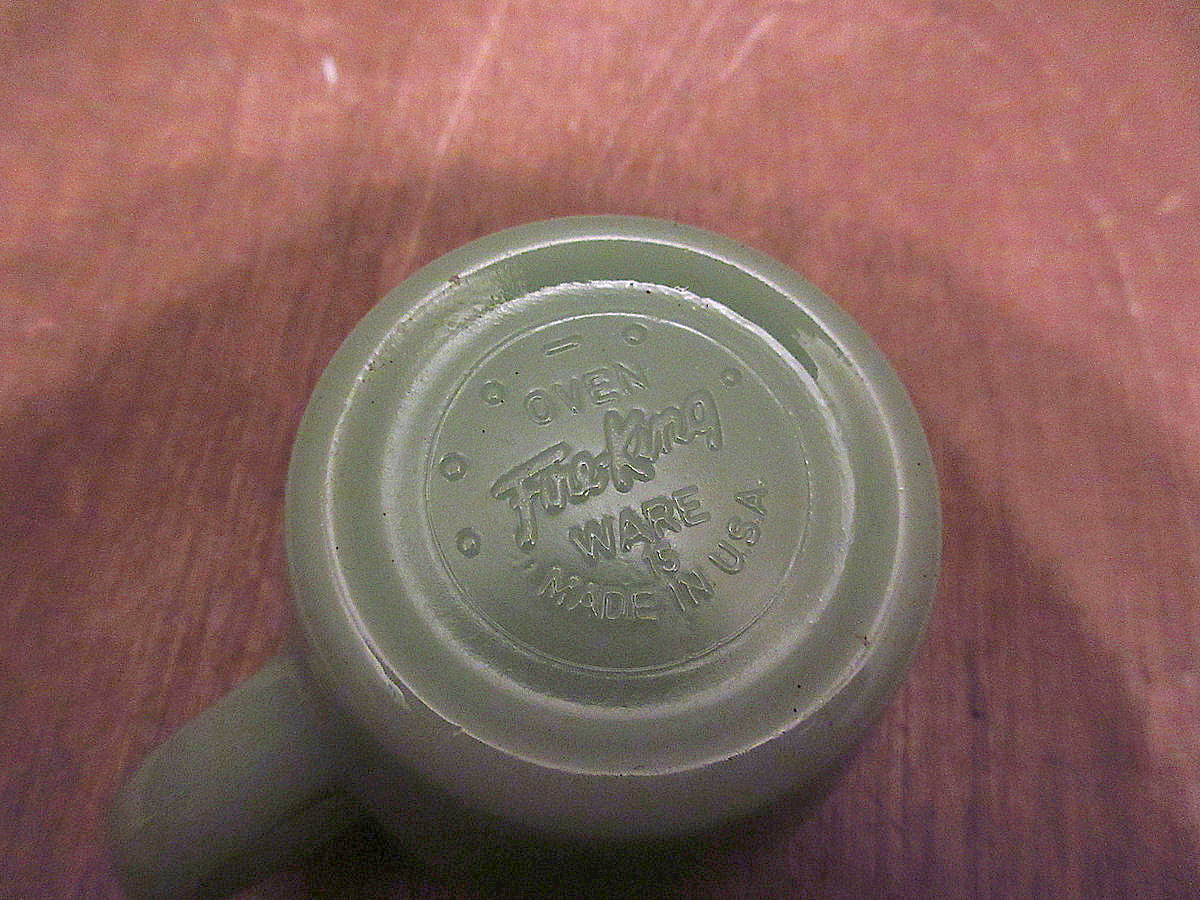 OVEN
Fire-King
WARE
15
MADE IN U.S.A.